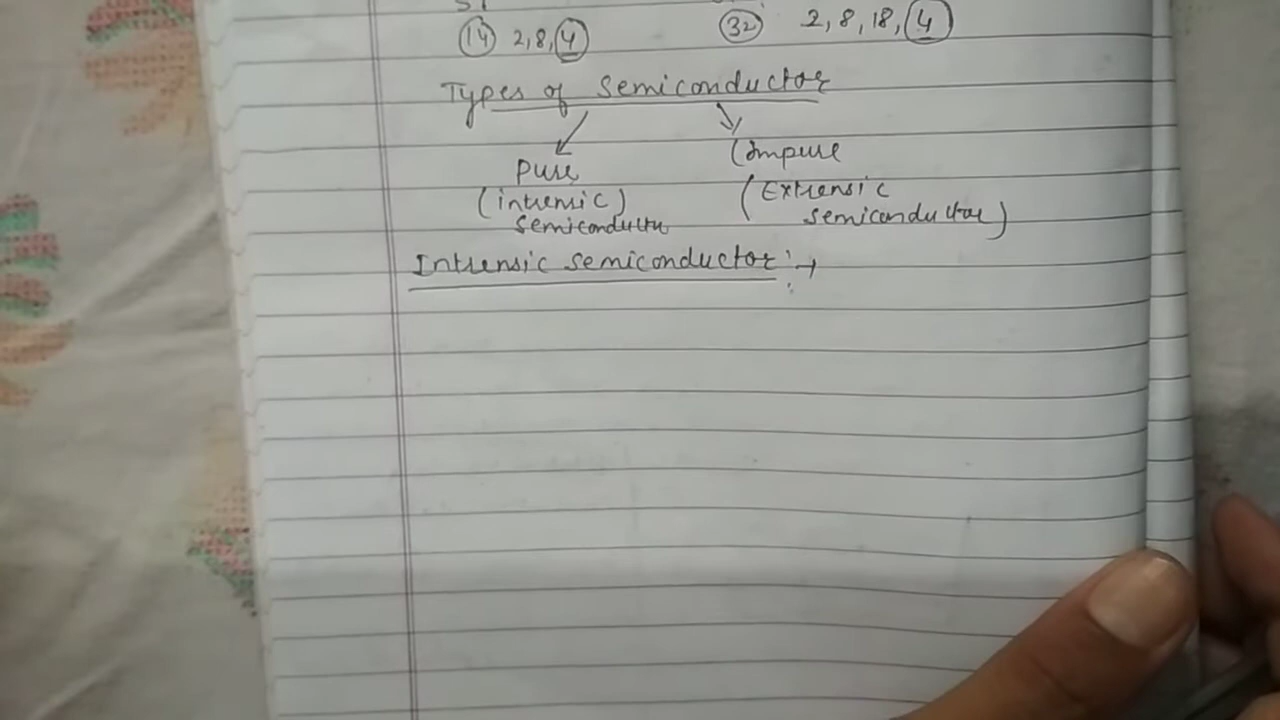 Si
14 2,8,4 32 2,8,18,4
Types of Semiconductor
Pure Impure
(intrensic) (Extrensic
semiconductor semiconductor)
Intrensic semiconductor :→